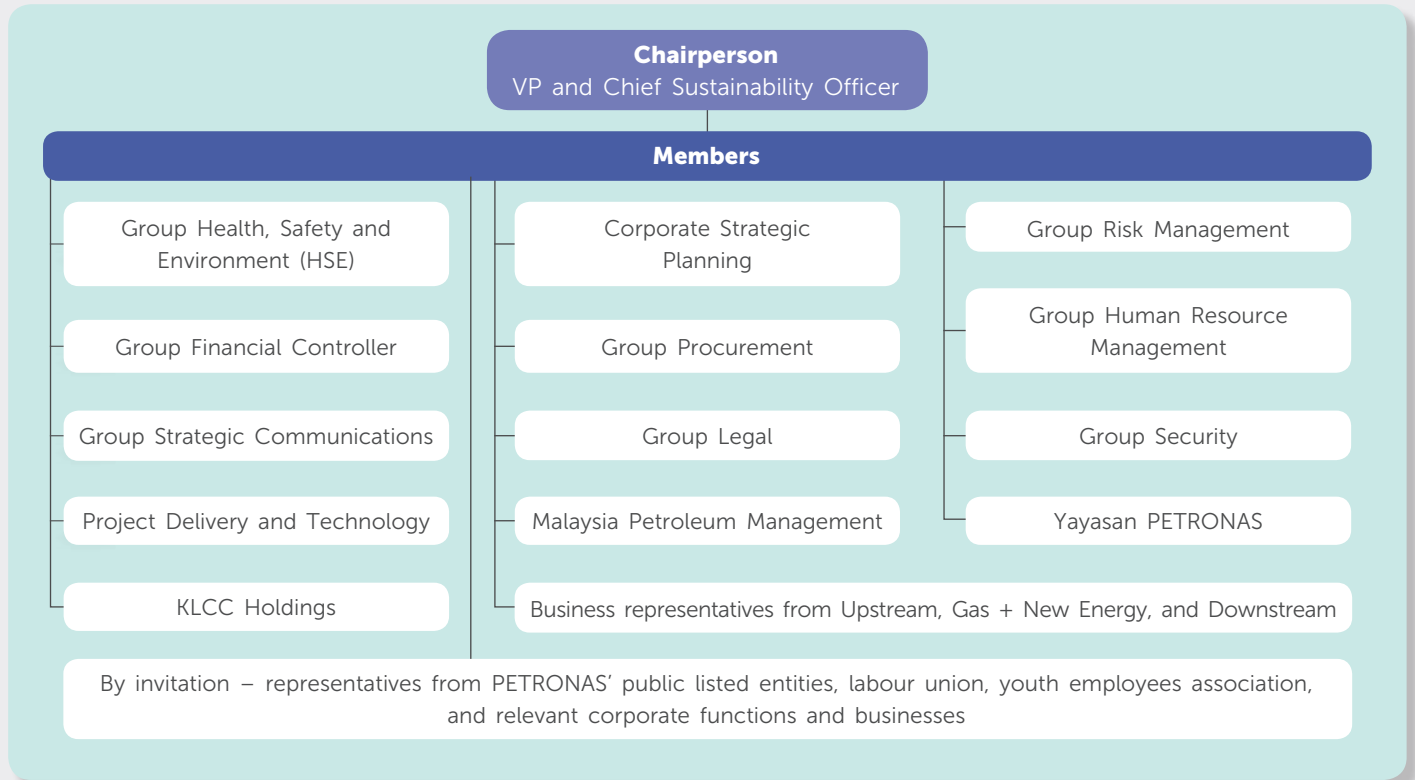 Chairperson
VP and Chief Sustainability Officer
Members
Group Health, Safety and
Environment (HSE)
Group Financial Controller
Group Strategic Communications
Project Delivery and Technology
KLCC Holdings
Corporate Strategic
Planning
Group Procurement
Group Legal
Malaysia Petroleum Management
Business representatives from Upstream, Gas + New Energy, and Downstream
Group Risk Management
Group Human Resource
Management
Group Security
Yayasan PETRONAS
By invitation – representatives from PETRONAS’ public listed entities, labour union, youth employees association,
and relevant corporate functions and businesses